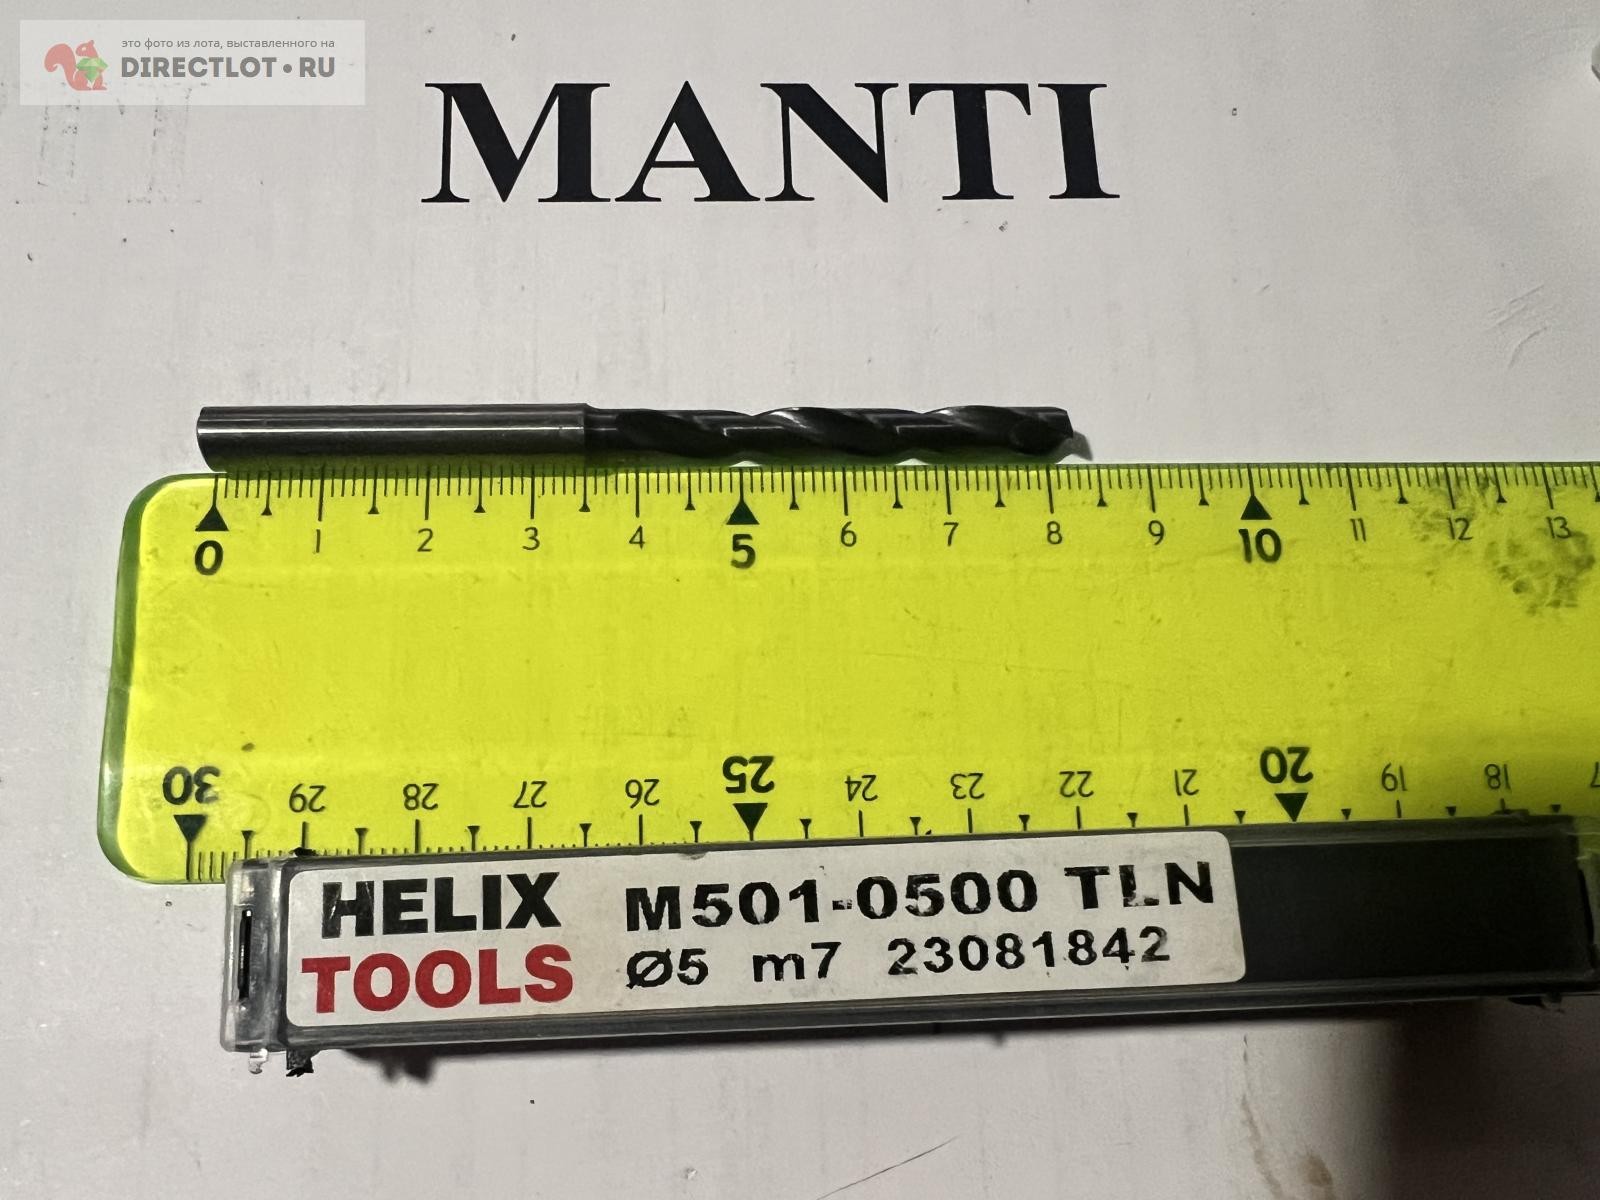 это фото из лота, выставленного на
DIRECTLOT•RU
MANTI
0 1 2 3 4 5 6 7 8 9 10 11 12 13
30 29 28 27 26 25 24 23 22 21 20 19 18
HELIX M501-0500 TLN
TOOLS Ø5 m7 23081842